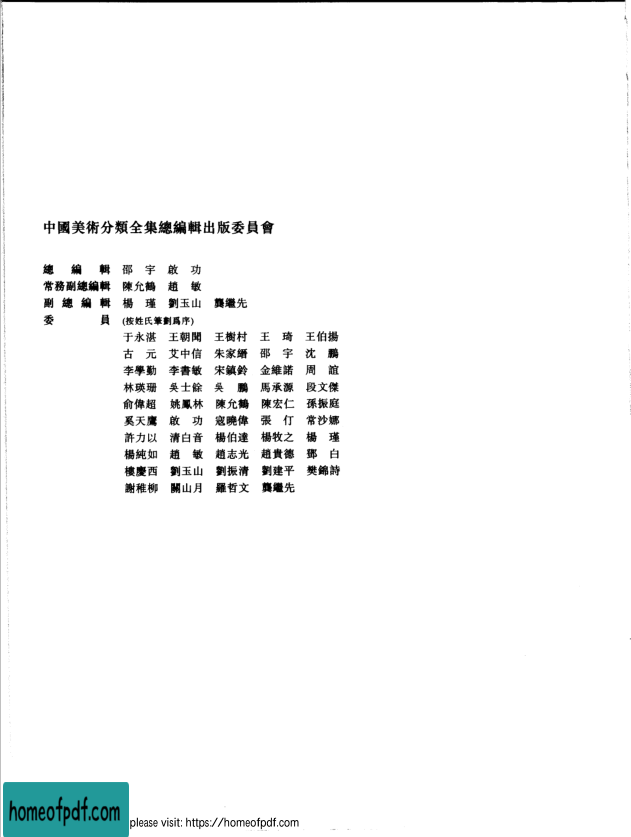 中國美術分類全集總編輯出版委員會
總編輯 邵宇 啟功
常務副總編輯 陳允鶴 趙敏
副總編輯 楊瑾 劉玉山 龔繼先
委員 (按姓氏筆劃爲序)
于永湛 王朝聞 王樹村 王琦 王伯揚
古元 艾中信 朱家縉 邵宇 沈鵬
李學勤 李書敏 宋鎮鈴 金維諾 周誼
林瑛珊 吳士餘 吳鵬 馬承源 段文傑
俞偉超 姚鳳林 陳允鶴 陳宏仁 孫振庭
奚天鷹 啟功 寇曉偉 張仃 常沙娜
許力以 清白音 楊伯達 楊牧之 楊瑾
楊純如 趙敏 趙志光 趙貴德 鄧白
樓慶西 劉玉山 劉振清 劉建平 樊錦詩
謝稚柳 關山月 羅哲文 龔繼先
homeofpdf.com
please visit: https://homeofpdf.com